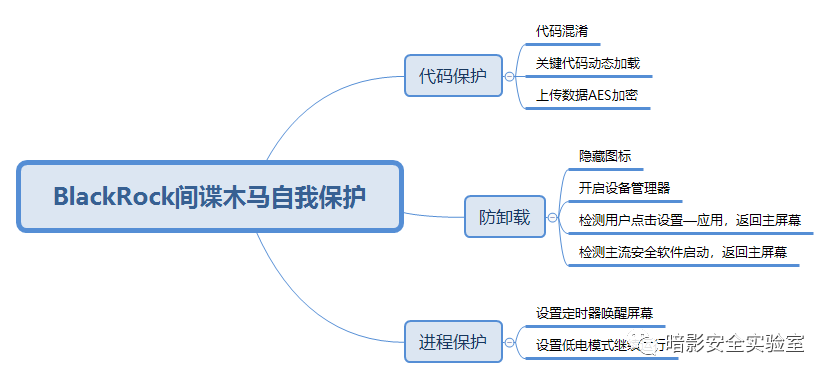 代码混淆
关键代码动态加载
代码保护
上传数据AES加密
BlackRock间谍木马自我保护
隐藏图标
开启设备管理器
防卸载
检测用户点击设置—应用，返回主屏幕
检测主流安全软件启动，返回主屏幕
设置定时器唤醒屏幕
进程保护
设置低电模式继续行
暗影安全实验室